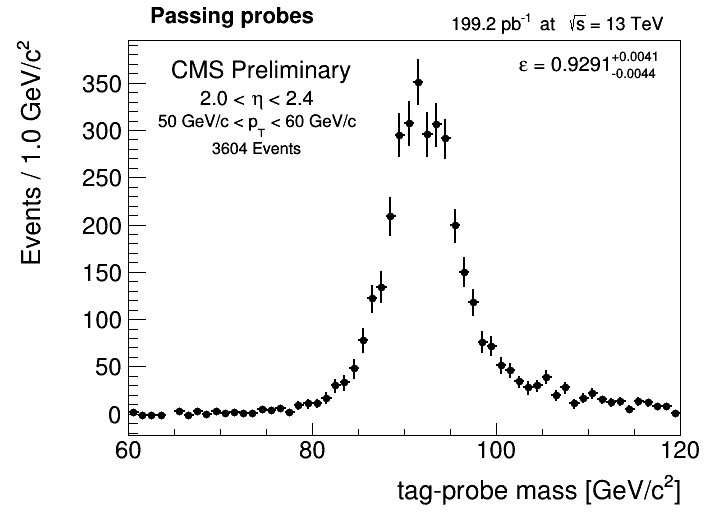 Passing probes
199.2 pb⁻¹ at √s = 13 TeV
CMS Preliminary
ε = 0.9291 +0.0041 -0.0044
2.0 < η < 2.4
50 GeV/c < p_T < 60 GeV/c
3604 Events
Events / 1.0 GeV/c²
350
300
250
200
150
100
50
0
60 80 100 120
tag-probe mass [GeV/c²]